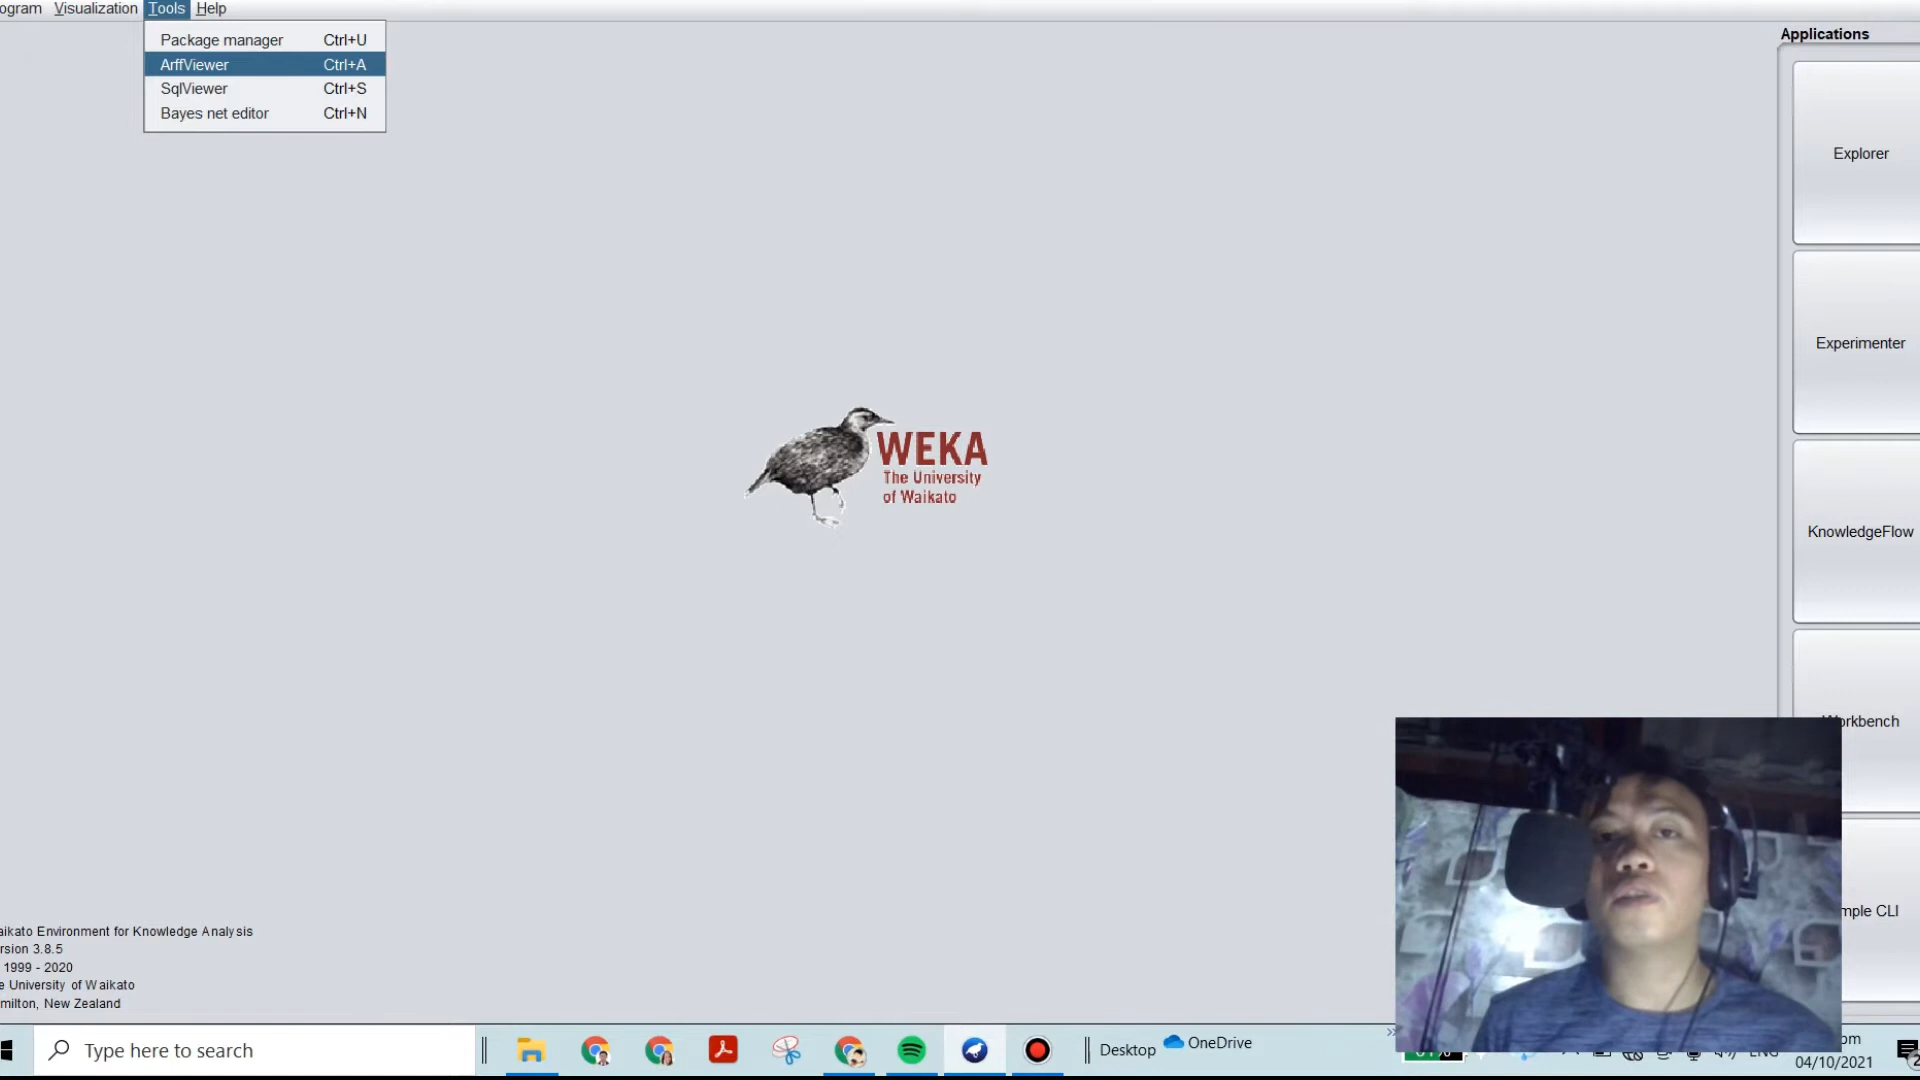 ogram Visualization Tools Help
Package manager Ctrl+U
ArffViewer Ctrl+A
SqlViewer Ctrl+S
Bayes net editor Ctrl+N
Applications
Explorer
Experimenter
KnowledgeFlow
orkbench
mple CLI
WEKA
The University
of Waikato
aikato Environment for Knowledge Analysis
rsion 3.8.5
1999 - 2020
e University of Waikato
milton, New Zealand
Type here to search
Desktop
OneDrive
pm
04/10/2021